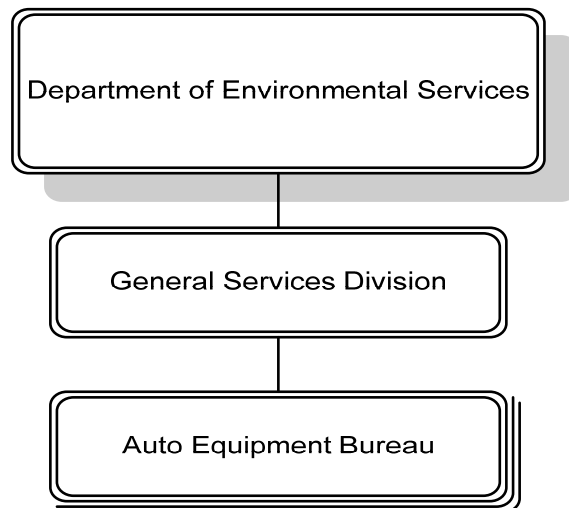 Department of Environmental Services
General Services Division
Auto Equipment Bureau